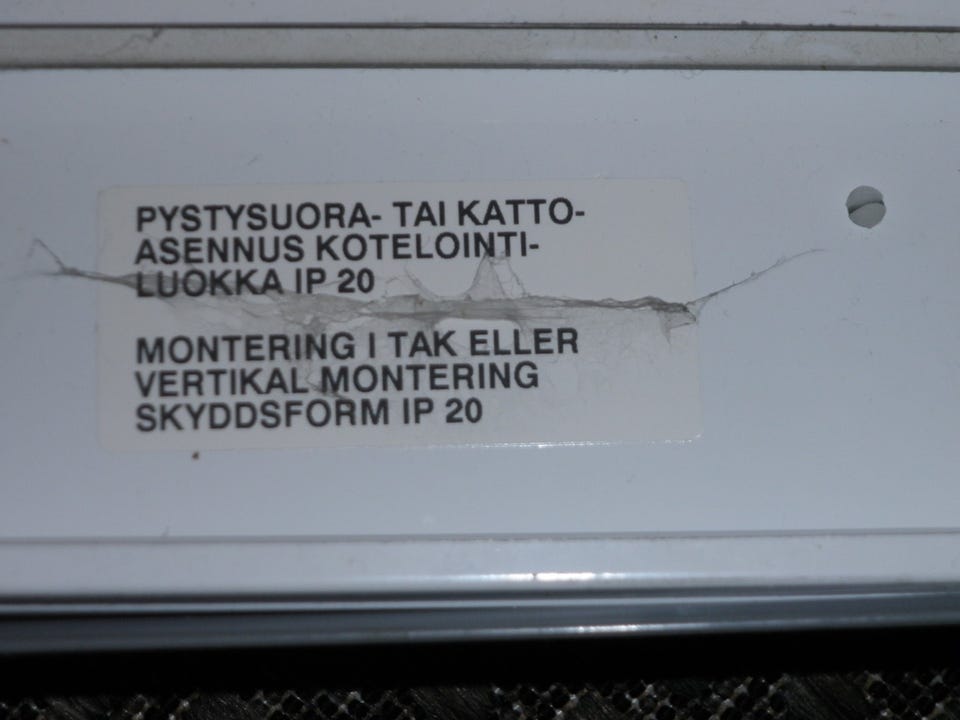 PYSTYSUORA- TAI KATTO-
ASENNUS KOTELOINTI-
LUOKKA IP 20
MONTERING I TAK ELLER
VERTIKAL MONTERING
SKYDDSFORM IP 20